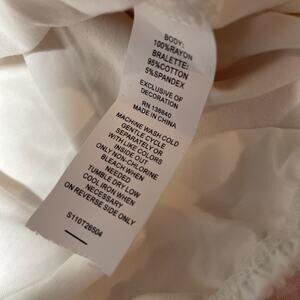 BODY:
100%RAYON
BRALETTE:
95%COTTON
5%SPANDEX
EXCLUSIVE OF
DECORATION
RN 136840
MADE IN CHINA
MACHINE WASH COLD
GENTLE CYCLE
SEPARATELY OR
WITH LIKE COLORS
INSIDE OUT
ONLY NON-CHLORINE
BLEACH WHEN
NEEDED
TUMBLE DRY LOW
COOL IRON WHEN
NECESSARY
ON REVERSE SIDE ONLY
S110T26504